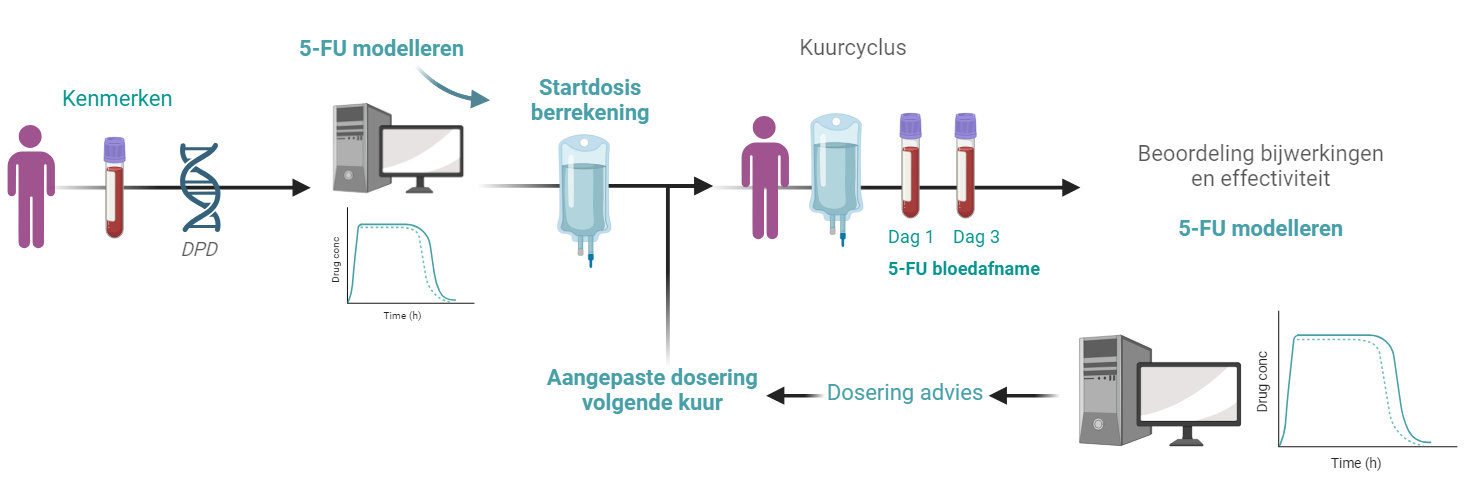 Kenmerken
DPD
5-FU modelleren
Drug conc
Time (h)
Startdosis
berrekening
Kuurcyclus
Dag 1
Dag 3
5-FU bloedafname
Beoordeling bijwerkingen
en effectiviteit
5-FU modelleren
Drug conc
Time (h)
Dosering advies
Aangepaste dosering
volgende kuur